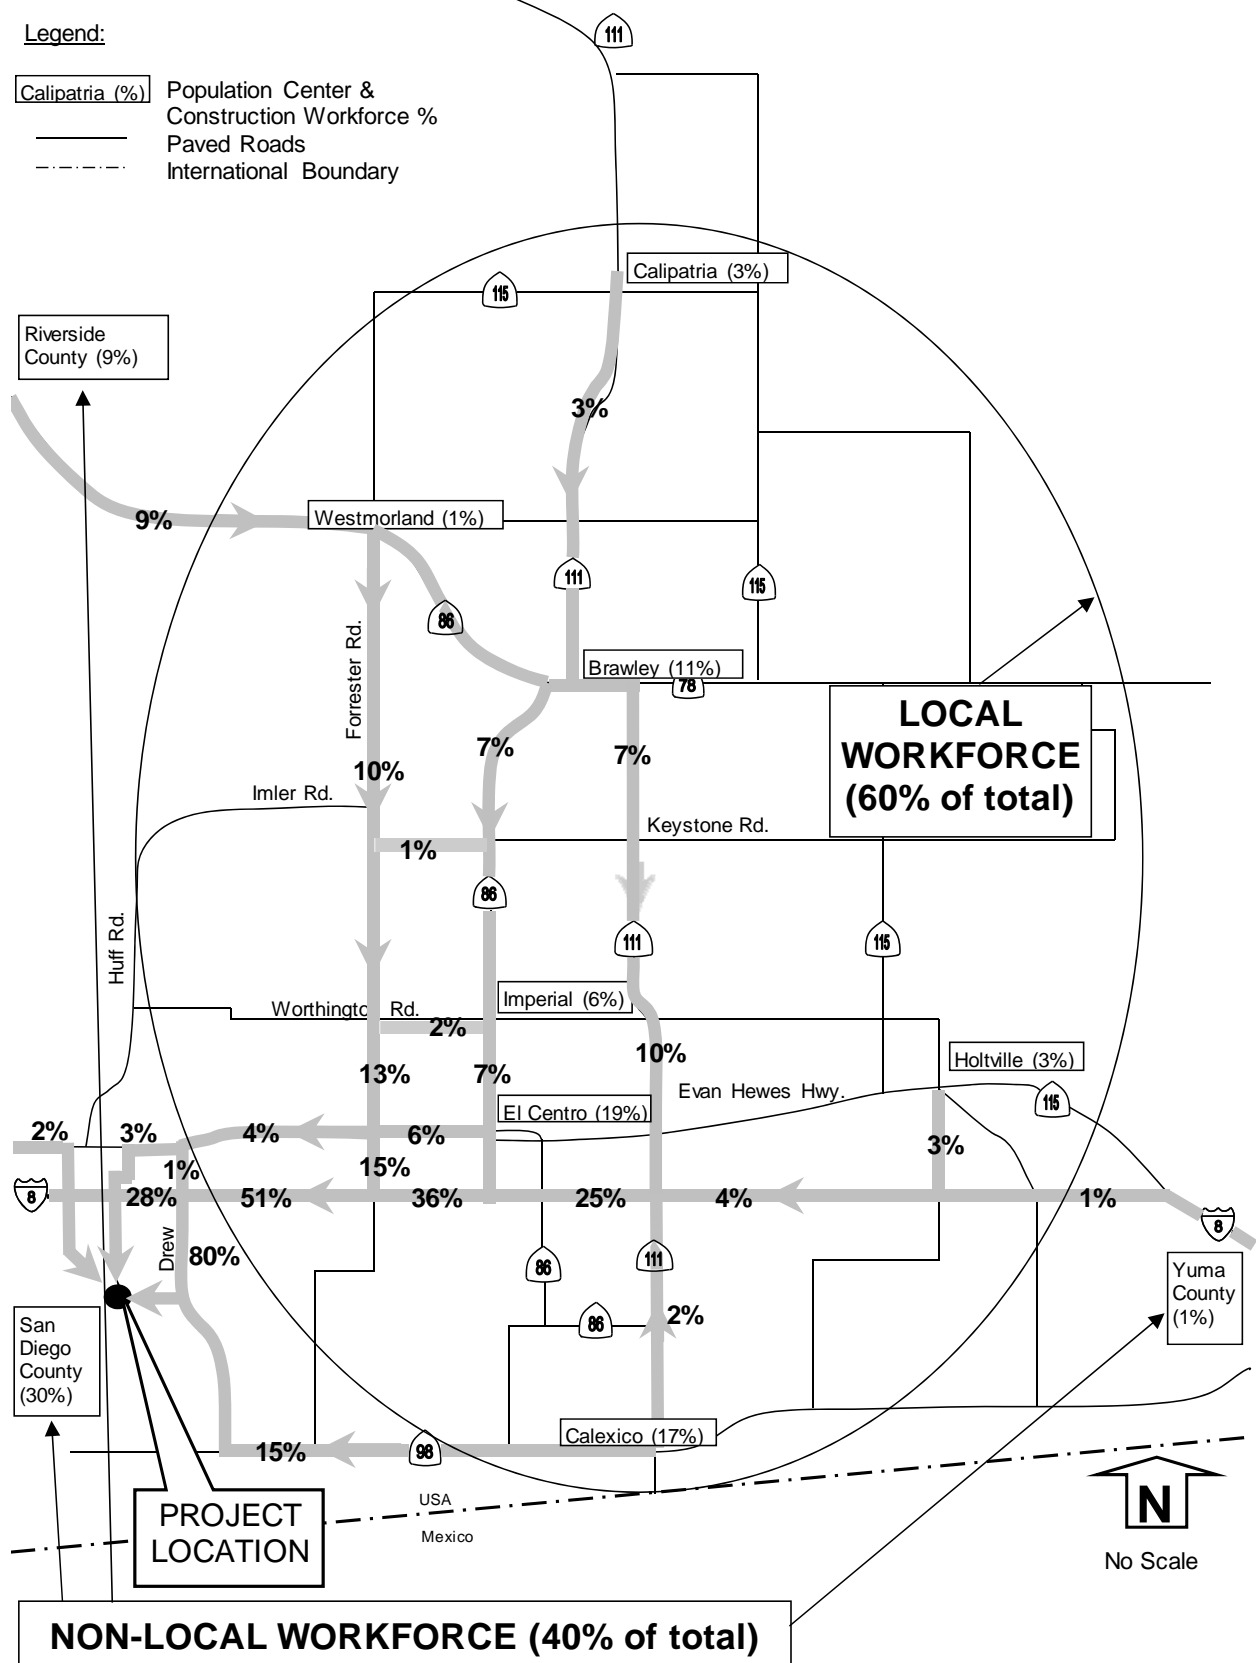 Legend:
Calipatria (%)
Population Center &
Construction Workforce %
Paved Roads
International Boundary
111
Calipatria (3%)
115
Riverside
County (9%)
3%
9%
Westmorland (1%)
111
115
86
Forrester Rd.
Brawley (11%)
78
LOCAL
WORKFORCE
(60% of total)
7%
7%
10%
Imler Rd.
Keystone Rd.
1%
86
Huff Rd.
111
115
Imperial (6%)
Worthingto Rd.
2%
10%
Holtville (3%)
13%
7%
Evan Hewes Hwy.
115
El Centro (19%)
2%
3%
4%
6%
3%
1%
15%
8
28%
51%
36%
25%
4%
1%
8
Drew
80%
86
111
Yuma
County
(1%)
2%
86
San
Diego
County
(30%)
Calexico (17%)
15%
98
USA
Mexico
PROJECT
LOCATION
N
No Scale
NON-LOCAL WORKFORCE (40% of total)